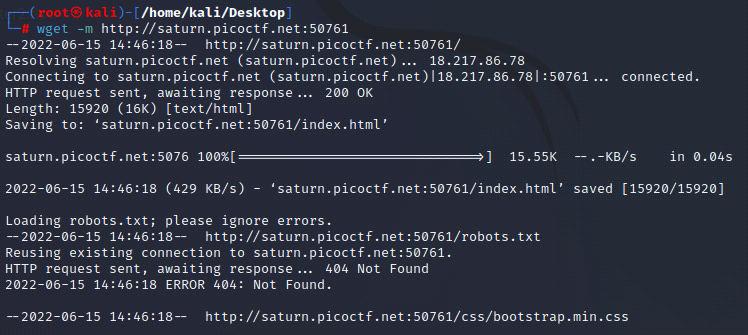 ┌──(root㉿kali)-[/home/kali/Desktop]
└─# wget -m http://saturn.picoctf.net:50761
--2022-06-15 14:46:18--  http://saturn.picoctf.net:50761/
Resolving saturn.picoctf.net (saturn.picoctf.net)... 18.217.86.78
Connecting to saturn.picoctf.net (saturn.picoctf.net)|18.217.86.78|:50761... connected.
HTTP request sent, awaiting response... 200 OK
Length: 15920 (16K) [text/html]
Saving to: ‘saturn.picoctf.net:50761/index.html’
saturn.picoctf.net:5076 100%[==============================>]  15.55K  --.-KB/s    in 0.04s
2022-06-15 14:46:18 (429 KB/s) - ‘saturn.picoctf.net:50761/index.html’ saved [15920/15920]
Loading robots.txt; please ignore errors.
--2022-06-15 14:46:18--  http://saturn.picoctf.net:50761/robots.txt
Reusing existing connection to saturn.picoctf.net:50761.
HTTP request sent, awaiting response... 404 Not Found
2022-06-15 14:46:18 ERROR 404: Not Found.
--2022-06-15 14:46:18--  http://saturn.picoctf.net:50761/css/bootstrap.min.css